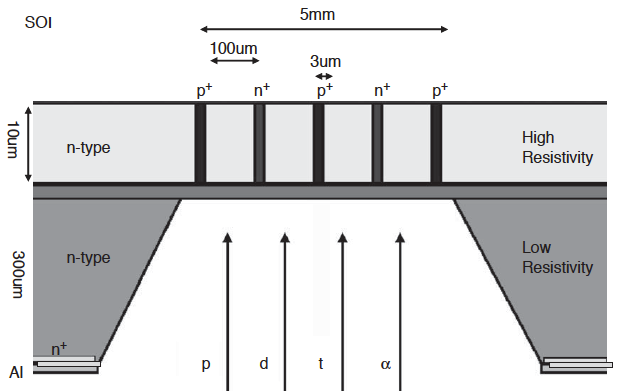 SOI
5mm
100um
3um
p+ n+ p+ n+ p+
10um
n-type
High
Resistivity
300um
n-type
Low
Resistivity
n+
Al
p d t α